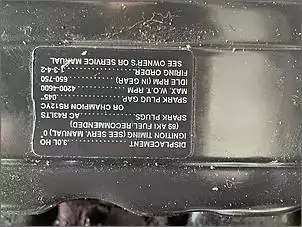 DISPLACEMENT..................3.0L HO
IGNITION TIMING (SEE SERV. MANUAL) 0°
(89 AKI FUEL RECOMMENDED)
SPARK PLUGS..........AC R43LTS
OR CHAMPION RS12YC
SPARK PLUG GAP..............045"
MAX. W.O.T. RPM.......4200-4600
IDLE RPM (IN GEAR).......650-750
FIRING ORDER..............1-3-4-2
SEE OWNER'S OR SERVICE MANUAL